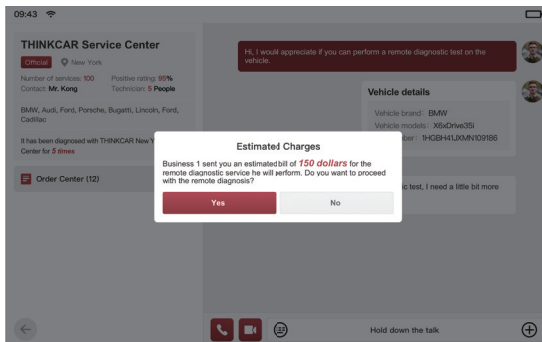 09:43
THINKCAR Service Center
Official New York
Number of services: 100 Positive rating: 99%
Contact: Mr. Kong Technician: 5 People
BMW, Audi, Ford, Porsche, Bugatti, Lincoln, Ford,
Cadillac
It has been diagnosed with THINKCAR New Y
Center for 5 times
Order Center (12)
Hi, I would appreciate if you can perform a remote diagnostic test on the
vehicle.
Vehicle details
Vehicle brand: BMW
Vehicle models: X6xDrive35i
ber: 1HGBH41JXMN109186
ic test, I need a little bit more
Estimated Charges
Business 1 sent you an estimated bill of 150 dollars for the
remote diagnostic service he will perform. Do you want to proceed
with the remote diagnosis?
Yes No
Hold down the talk